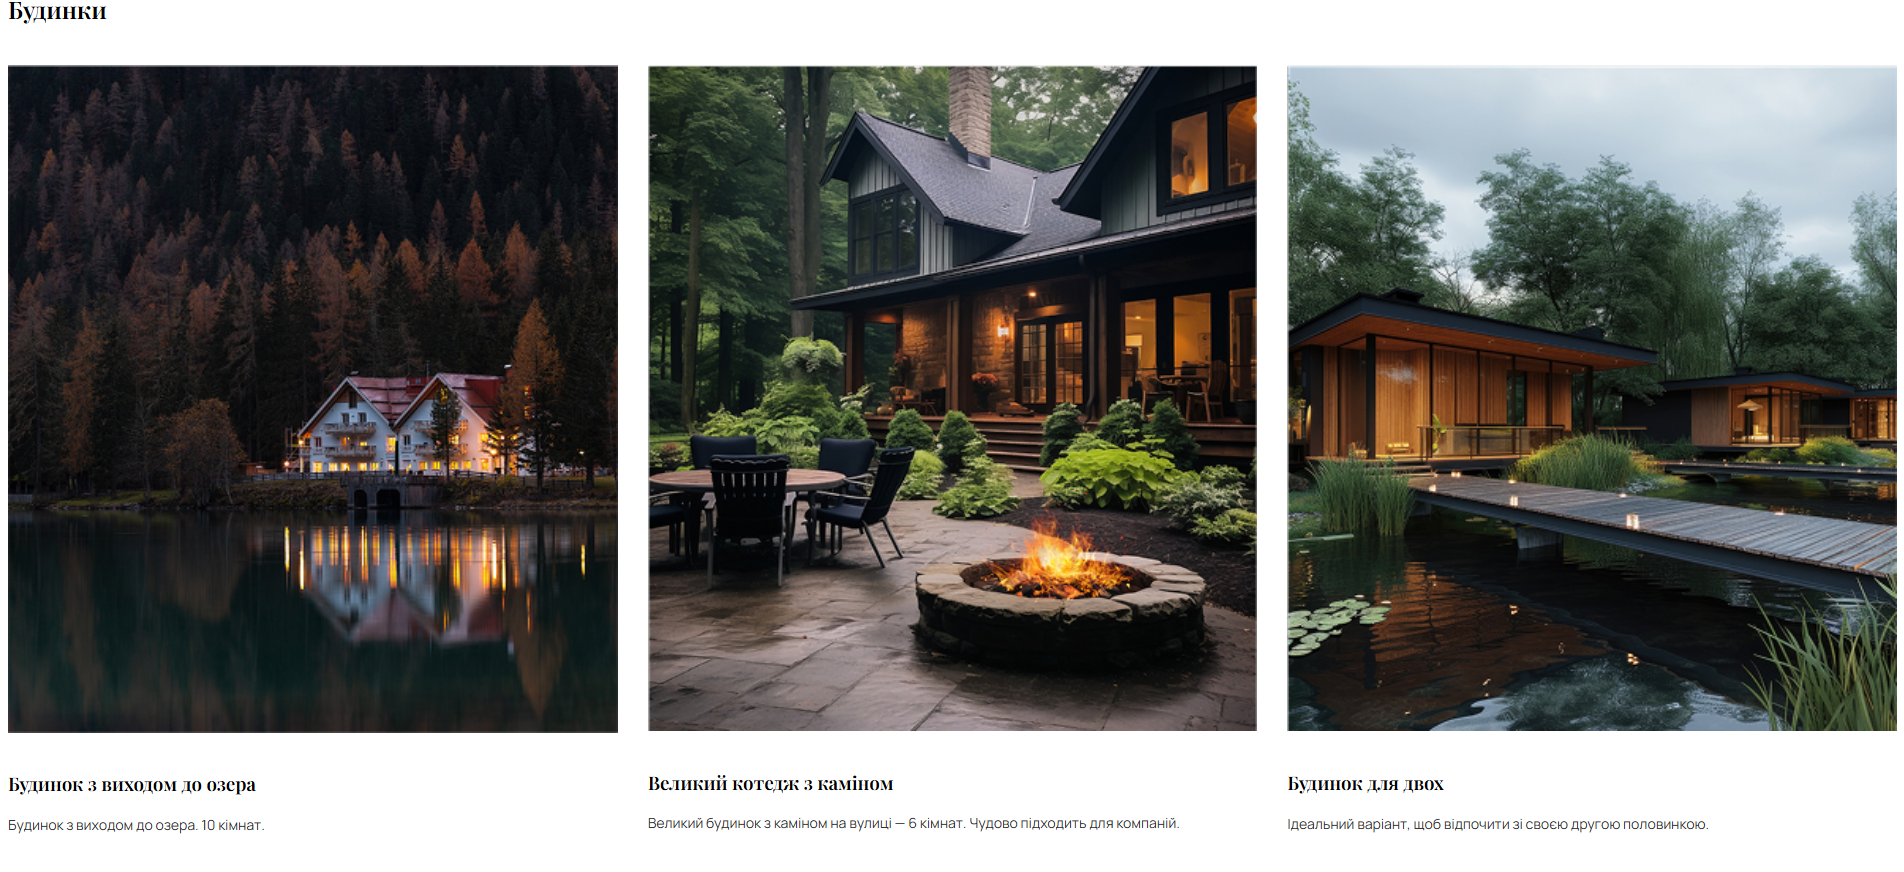 Будинки
Будинок з виходом до озера
Будинок з виходом до озера. 10 кімнат.
Великий котедж з каміном
Великий будинок з каміном на вулиці — 6 кімнат. Чудово підходить для компаній.
Будинок для двох
Ідеальний варіант, щоб відпочити зі своєю другою половинкою.